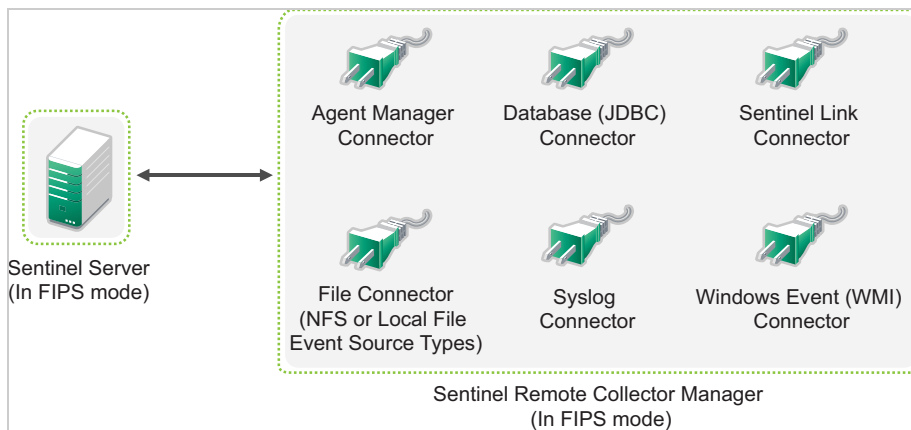 Agent Manager
Connector
Database (JDBC)
Connector
Sentinel Link
Connector
Sentinel Server
(In FIPS mode)
File Connector
(NFS or Local File
Event Source Types)
Syslog
Connector
Windows Event (WMI)
Connector
Sentinel Remote Collector Manager
(In FIPS mode)